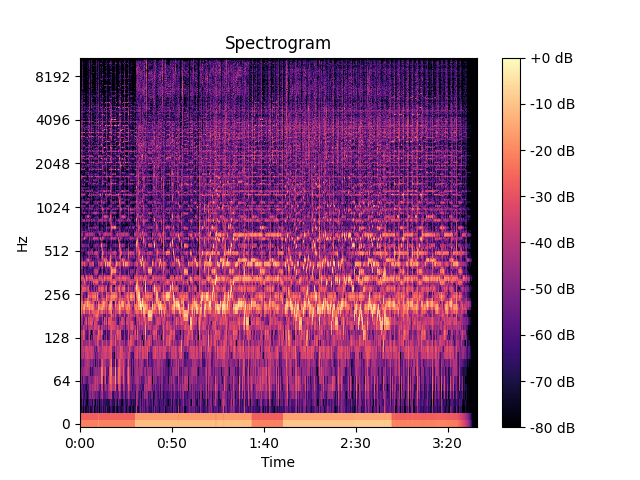 Spectrogram
Hz
8192
4096
2048
1024
512
256
128
64
0
0:00
0:50
1:40
2:30
3:20
Time
+0 dB
-10 dB
-20 dB
-30 dB
-40 dB
-50 dB
-60 dB
-70 dB
-80 dB